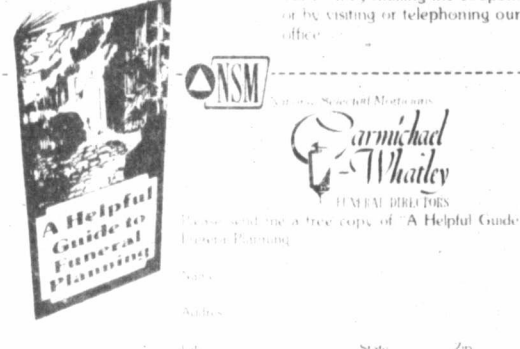 or by visiting or telephoning our
office
NSM
National Selected Morticians
Carmichael
-Whatley
FUNERAL DIRECTORS
Please send me a free copy of "A Helpful Guide
Funeral Planning
Name
Address
State Zip
A Helpful
Guide to
Funeral
Planning